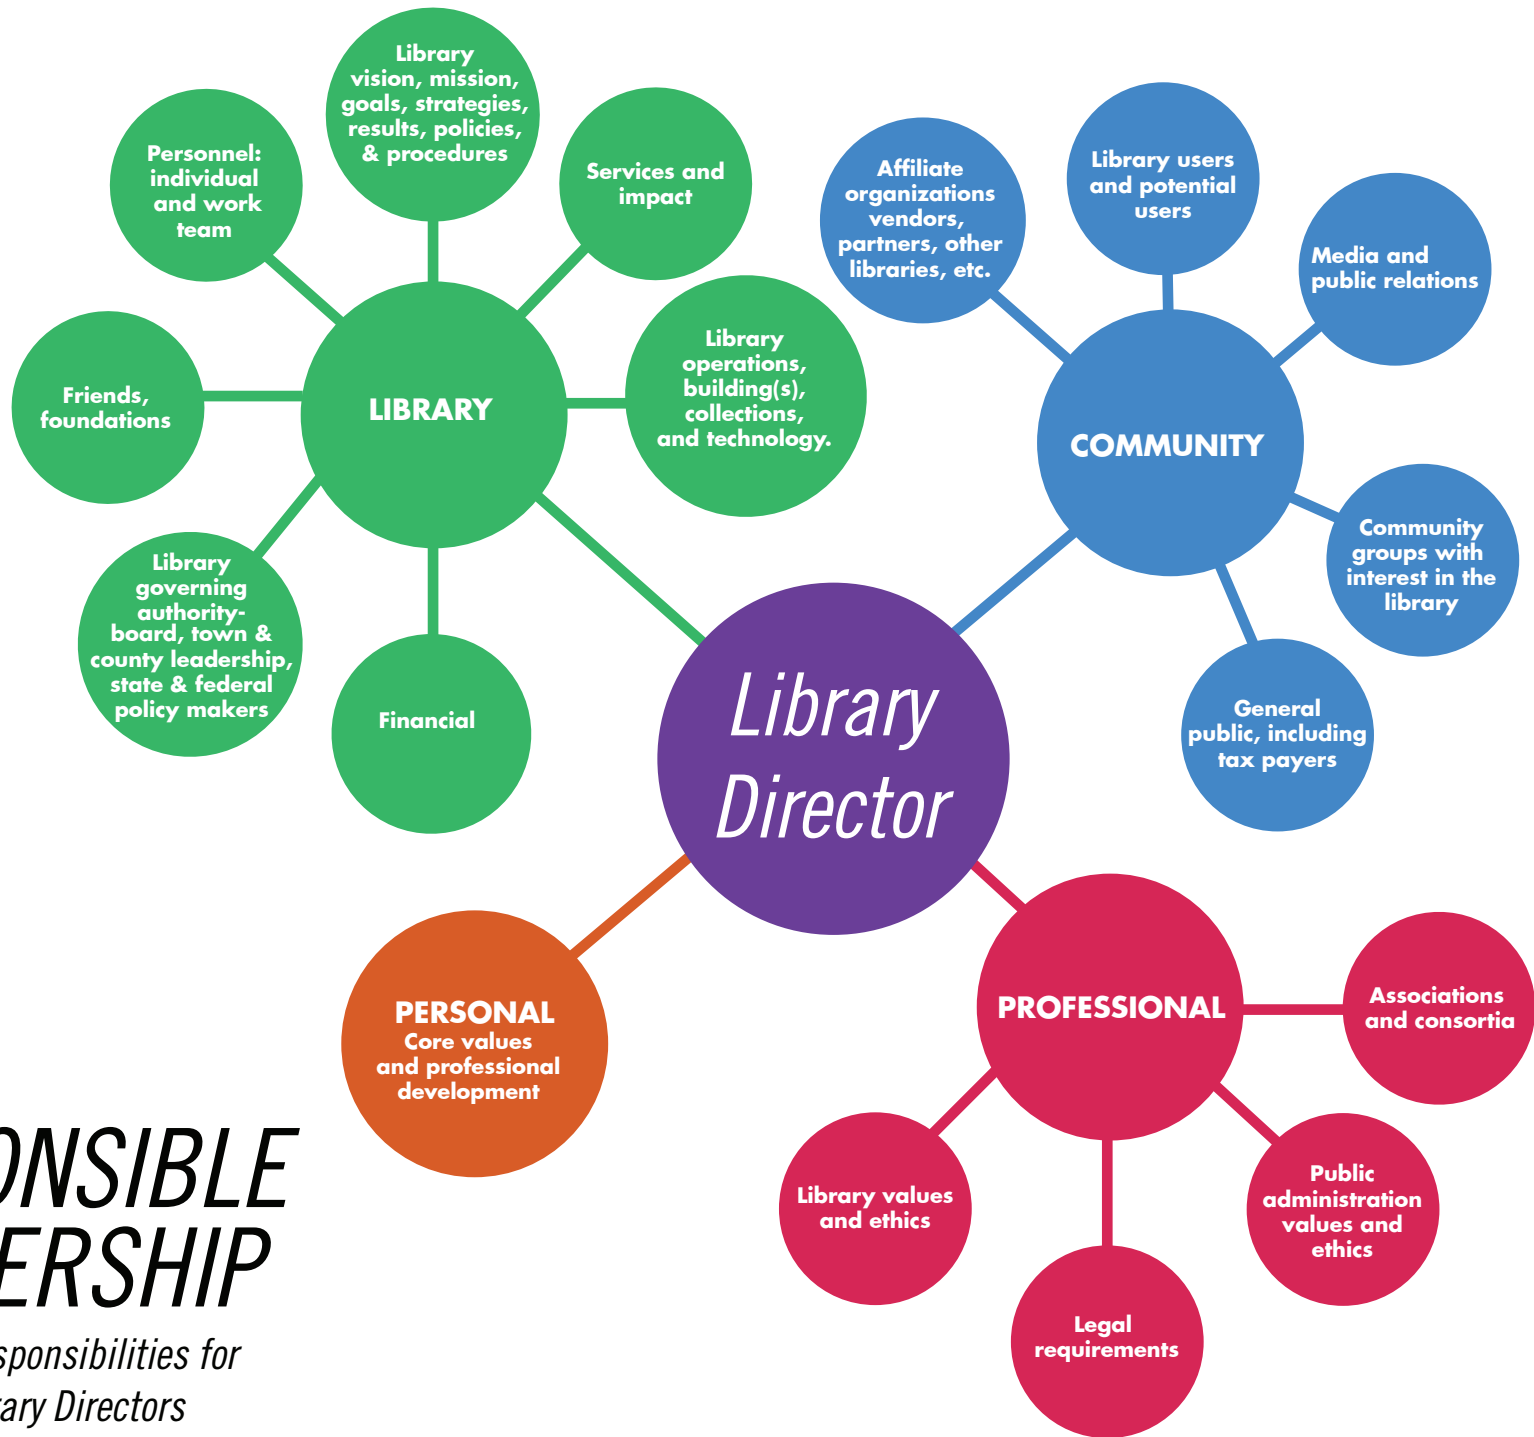 Library
vision, mission,
goals, strategies,
results, policies,
& procedures
Personnel:
individual
and work
team
Services and
impact
Friends,
foundations
LIBRARY
Library
operations,
building(s),
collections,
and technology.
Library
governing
authority-
board, town &
county leadership,
state & federal
policy makers
Financial
Affiliate
organizations
vendors,
partners, other
libraries, etc.
Library users
and potential
users
Media and
public relations
COMMUNITY
Community
groups with
interest in the
library
General
public, including
tax payers
Library
Director
PERSONAL
Core values
and professional
development
PROFESSIONAL
Associations
and consortia
Library values
and ethics
Public
administration
values and
ethics
Legal
requirements
ONSIBLE
ERSHIP
sponsibilities for
ary Directors